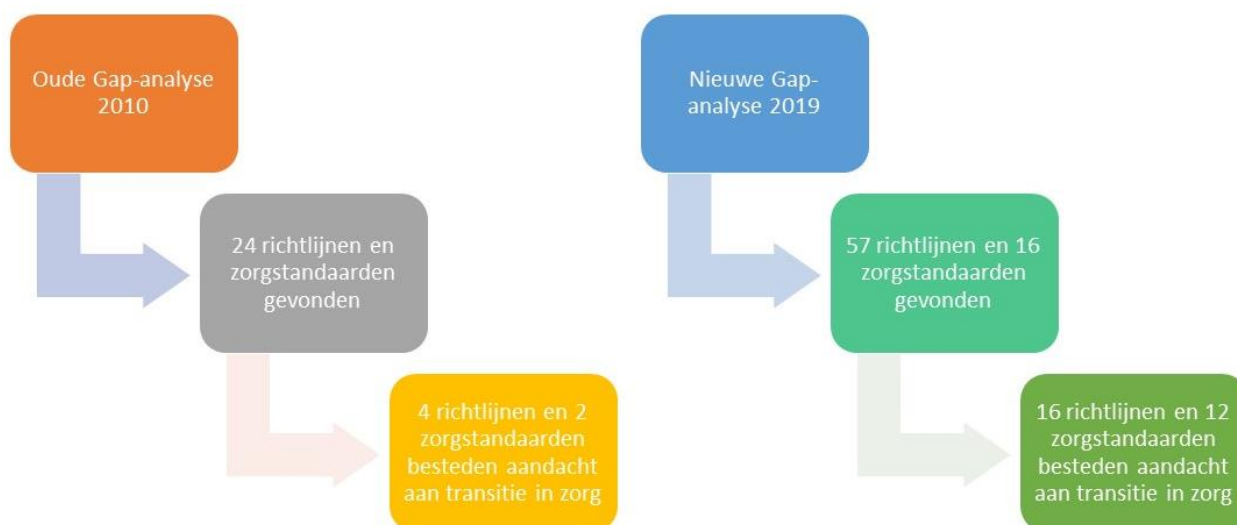 Oude Gap-analyse
2010
24 richtlijnen en
zorgstandaarden
gevonden
4 richtlijnen en 2
zorgstandaarden
besteden aandacht
aan transitie in zorg
Nieuwe Gap-
analyse 2019
57 richtlijnen en 16
zorgstandaarden
gevonden
16 richtlijnen en 12
zorgstandaarden
besteden aandacht
aan transitie in zorg